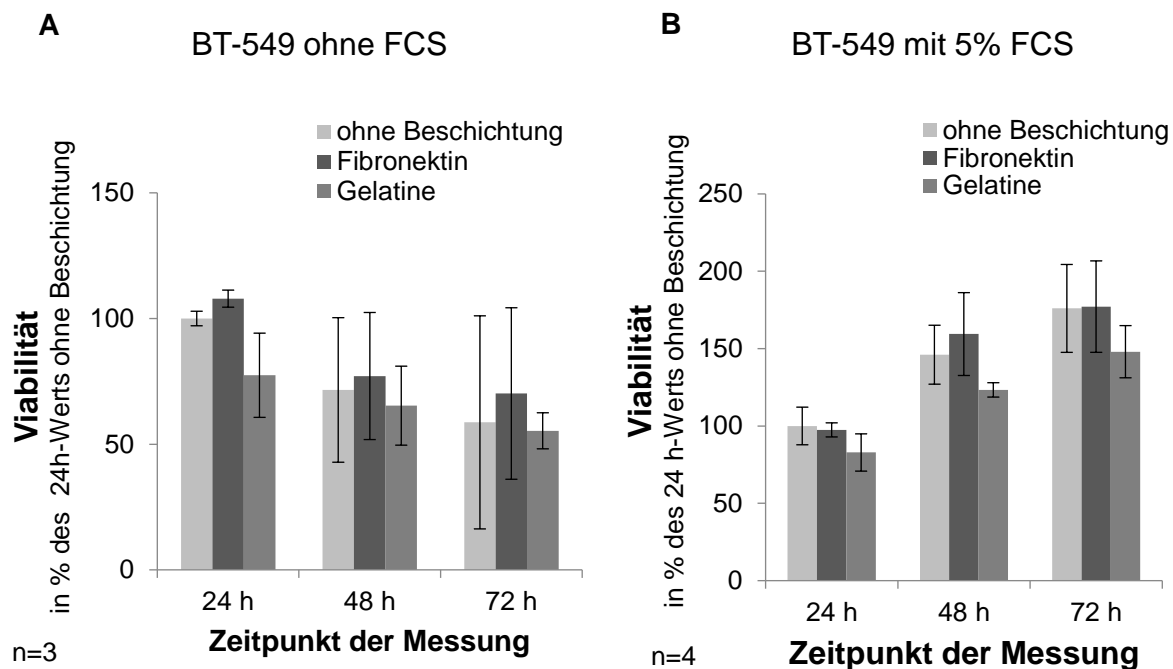 A
BT-549 ohne FCS
ohne Beschichtung
Fibronektin
Gelatine
Viabilität
in % des 24h-Werts ohne Beschichtung
150
100
50
0
24 h
48 h
72 h
Zeitpunkt der Messung
n=3
B
BT-549 mit 5% FCS
ohne Beschichtung
Fibronektin
Gelatine
Viabilität
in % des 24 h-Werts ohne Beschichtung
250
200
150
100
50
0
24 h
48 h
72 h
Zeitpunkt der Messung
n=4